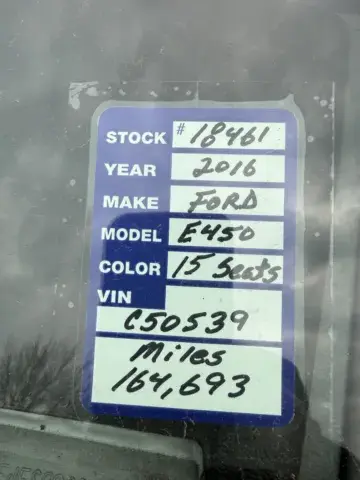 STOCK # 18461
YEAR 2016
MAKE FORD
MODEL E450
COLOR 15 Seats
VIN
C50539
Miles
164,693